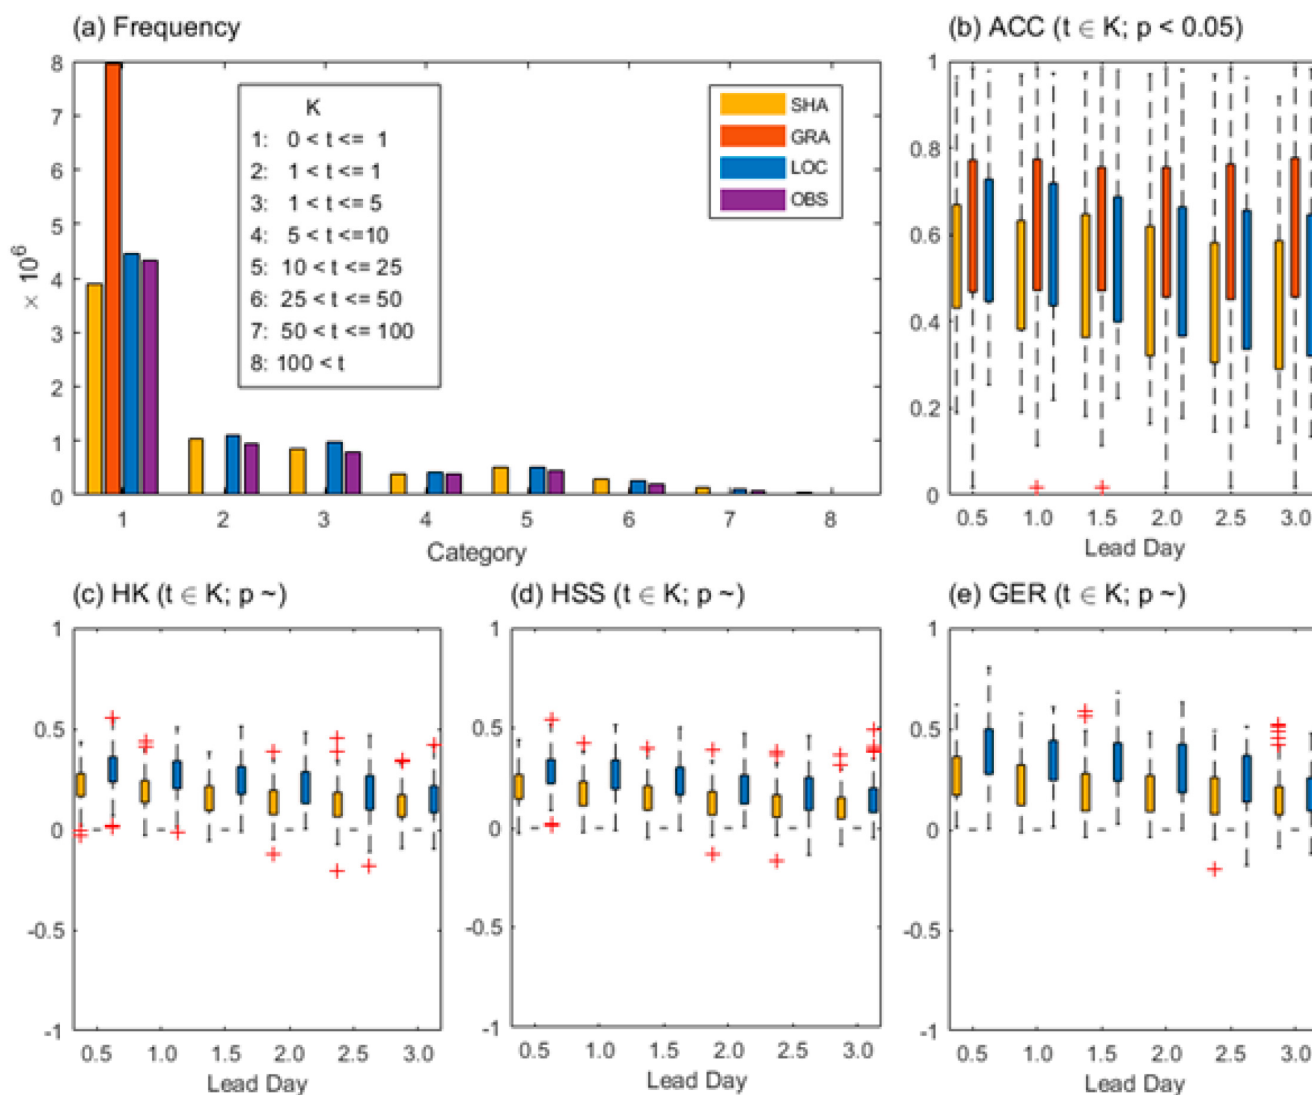 (a) Frequency
8
7
6
5
4
3
2
1
0
× 10⁶
K
1: 0 < t <= 1
2: 1 < t <= 1
3: 1 < t <= 5
4: 5 < t <=10
5: 10 < t <= 25
6: 25 < t <= 50
7: 50 < t <= 100
8: 100 < t
SHA
GRA
LOC
OBS
1 2 3 4 5 6 7 8
Category
(b) ACC (t ∈ K; p < 0.05)
1
0.8
0.6
0.4
0.2
0
0.5 1.0 1.5 2.0 2.5 3.0
Lead Day
(c) HK (t ∈ K; p ~)
1
0.5
0
-0.5
-1
0.5 1.0 1.5 2.0 2.5 3.0
Lead Day
(d) HSS (t ∈ K; p ~)
1
0.5
0
-0.5
-1
0.5 1.0 1.5 2.0 2.5 3.0
Lead Day
(e) GER (t ∈ K; p ~)
1
0.5
0
-0.5
-1
0.5 1.0 1.5 2.0 2.5 3.0
Lead Day